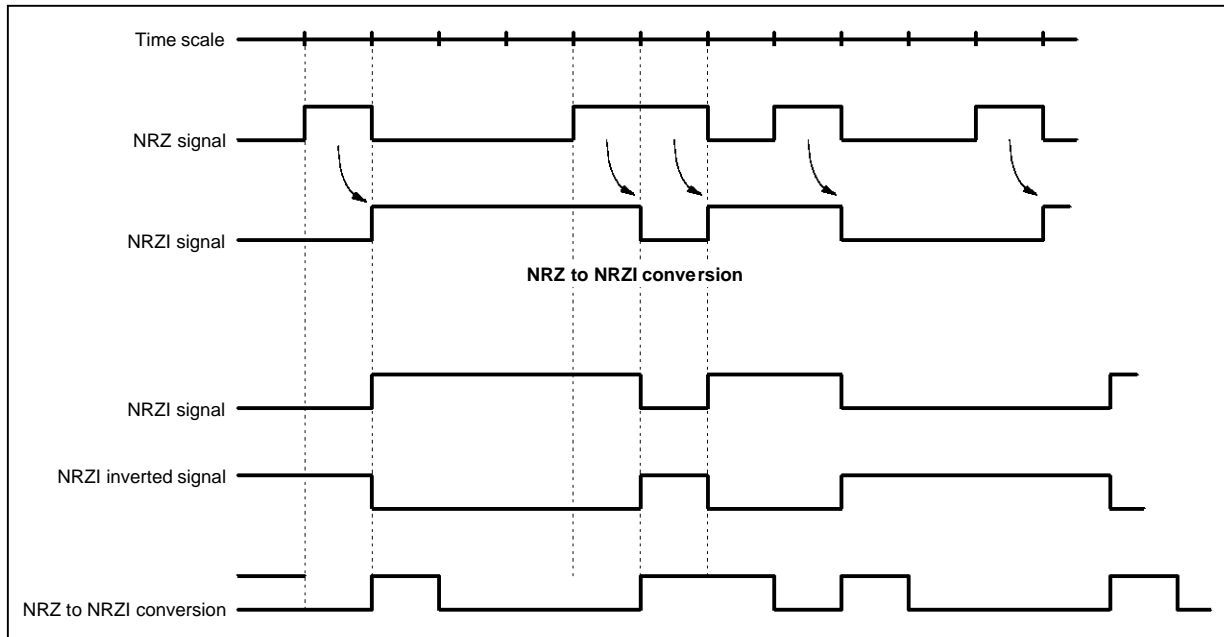 Time scale
NRZ signal
NRZI signal
NRZ to NRZI conversion
NRZI signal
NRZI inverted signal
NRZ to NRZI conversion